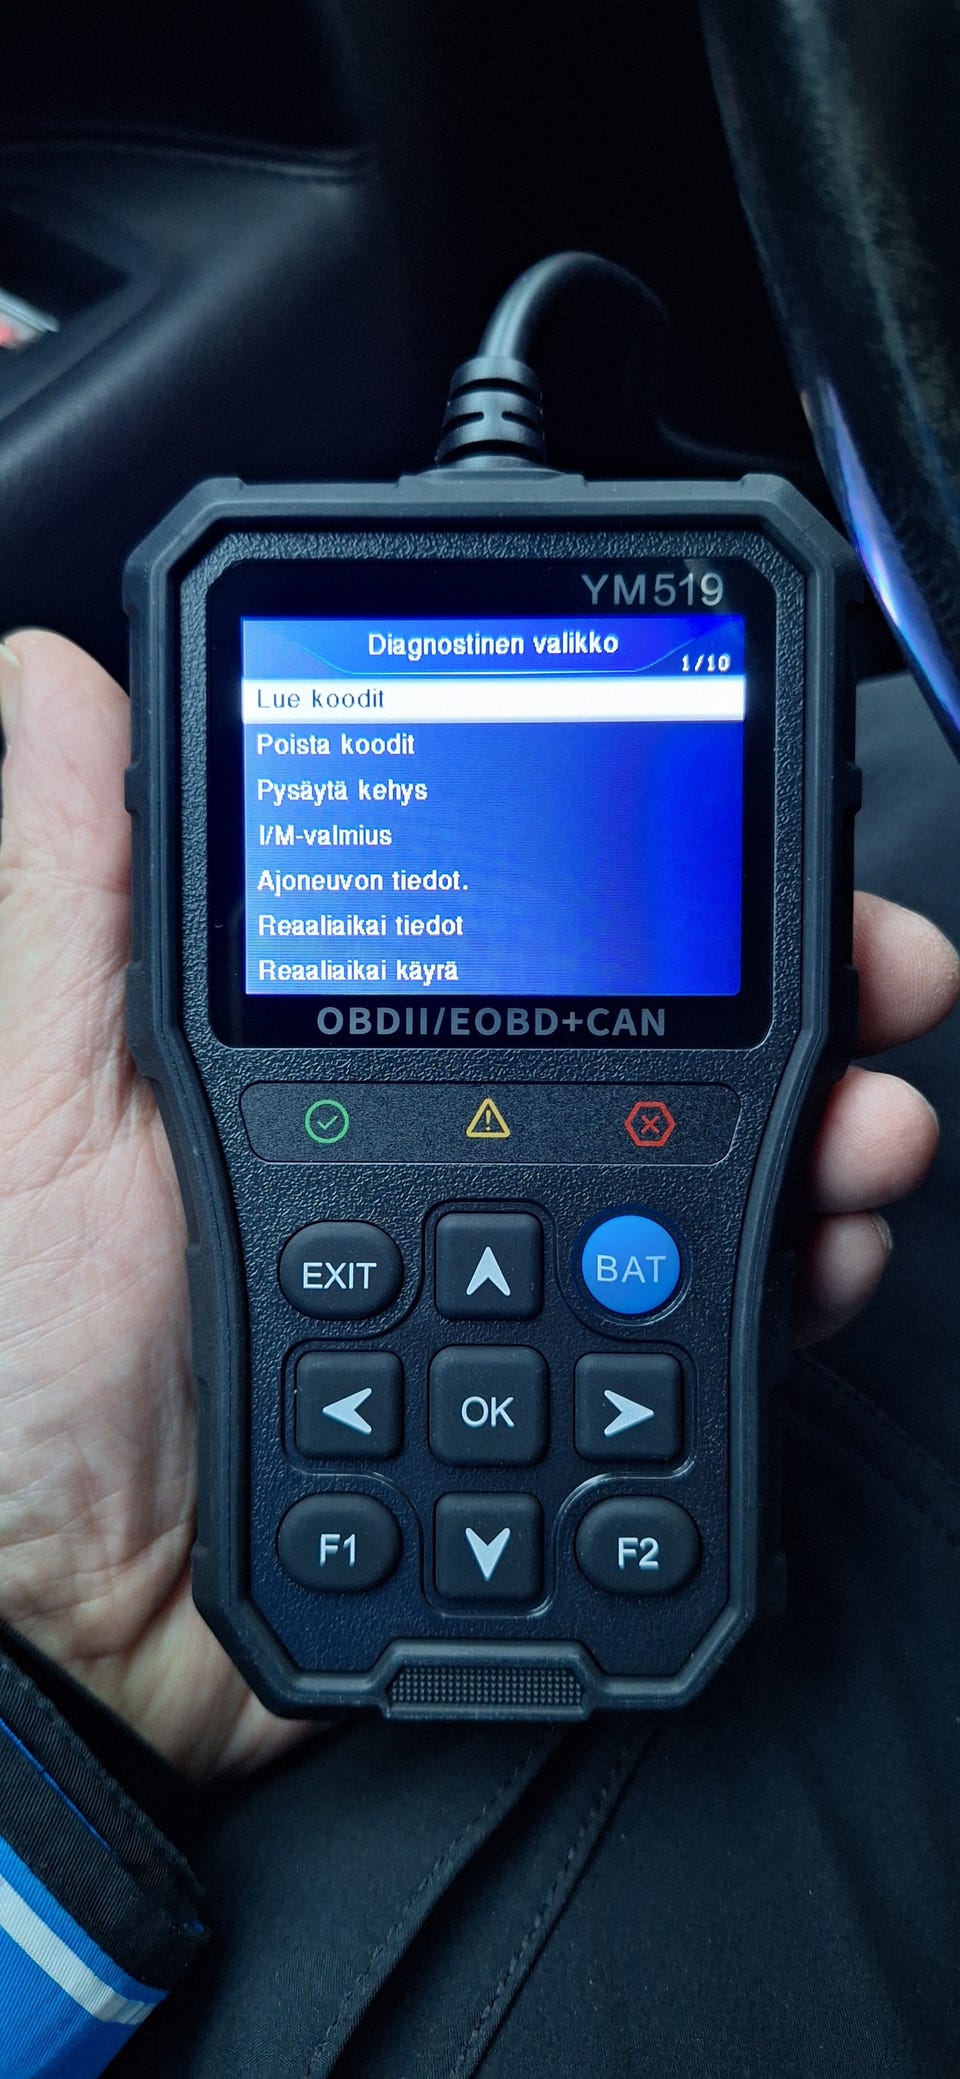 YM519
Diagnostinen valikko
1/10
Lue koodit
Poista koodit
Pysäytä kehys
I/M-valmius
Ajoneuvon tiedot.
Reaaliaikai tiedot
Reaaliaikai käyrä
OBDII/EOBD+CAN
EXIT
BAT
OK
F1
F2